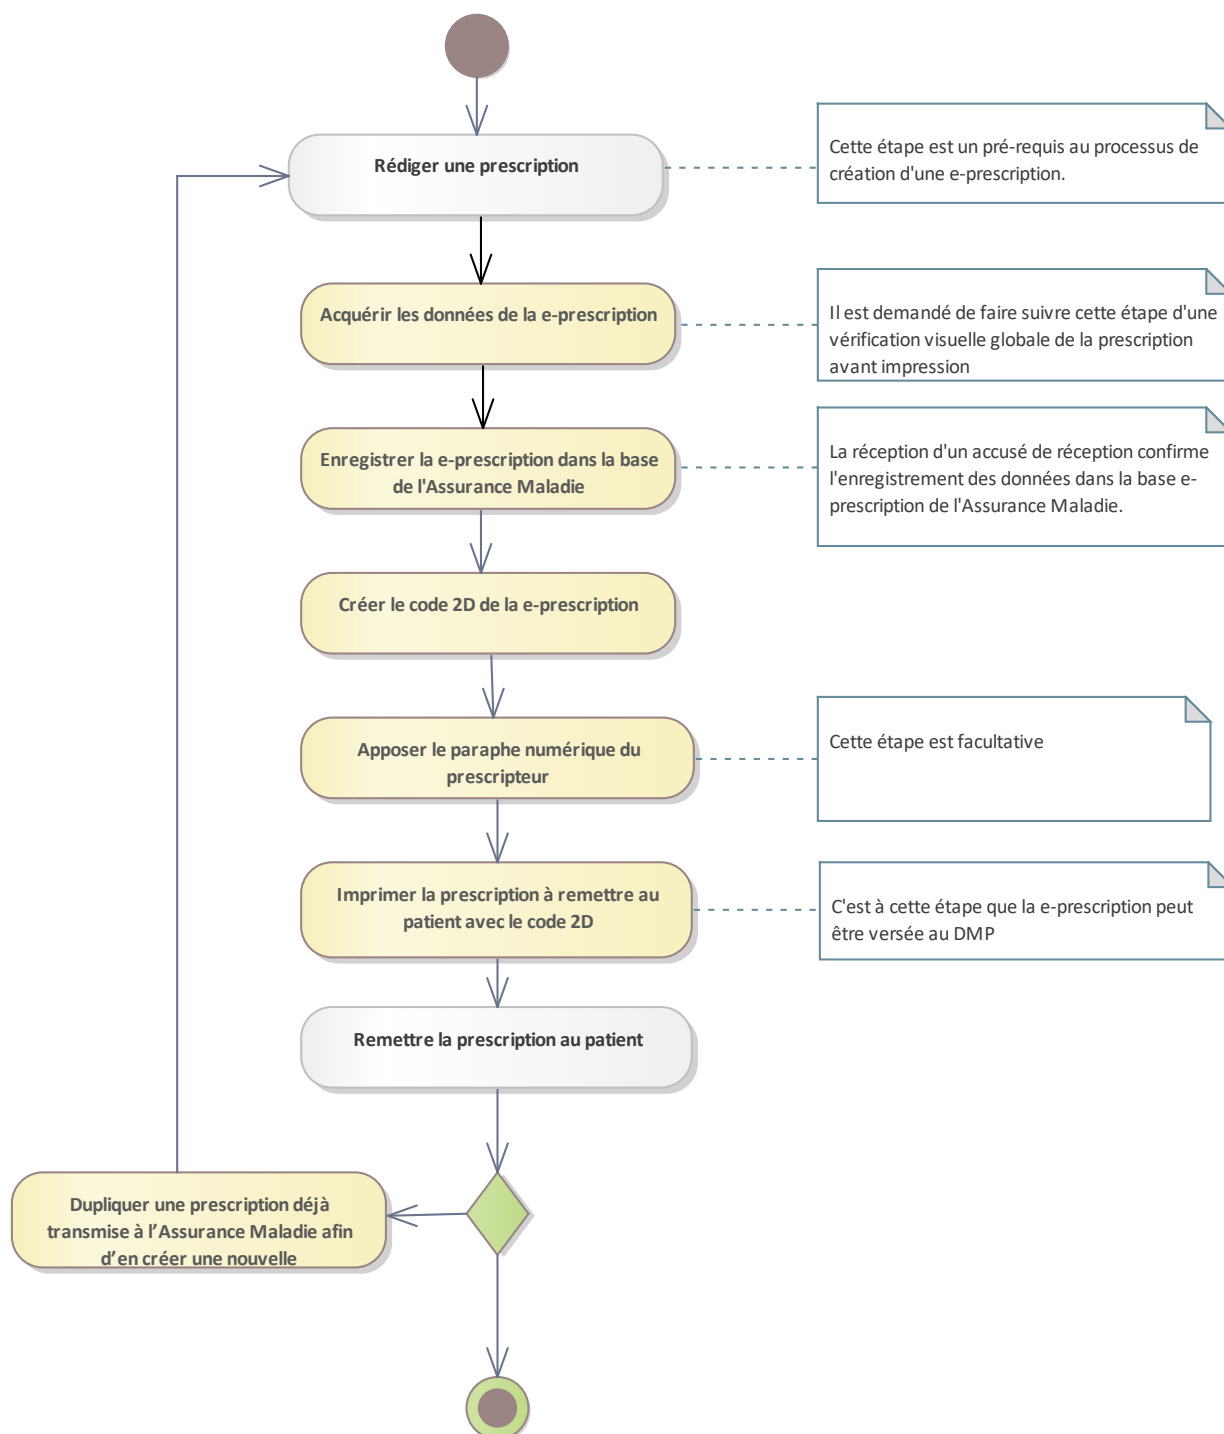 Rédiger une prescription
Cette étape est un pré-requis au processus de
création d'une e-prescription.
Acquérir les données de la e-prescription
Il est demandé de faire suivre cette étape d'une
vérification visuelle globale de la prescription
avant impression
Enregistrer la e-prescription dans la base
de l'Assurance Maladie
La réception d'un accusé de réception confirme
l'enregistrement des données dans la base e-
prescription de l'Assurance Maladie.
Créer le code 2D de la e-prescription
Apposer le paraphe numérique du
prescripteur
Cette étape est facultative
Imprimer la prescription à remettre au
patient avec le code 2D
C'est à cette étape que la e-prescription peut
être versée au DMP
Remettre la prescription au patient
Dupliquer une prescription déjà
transmise à l’Assurance Maladie afin
d’en créer une nouvelle